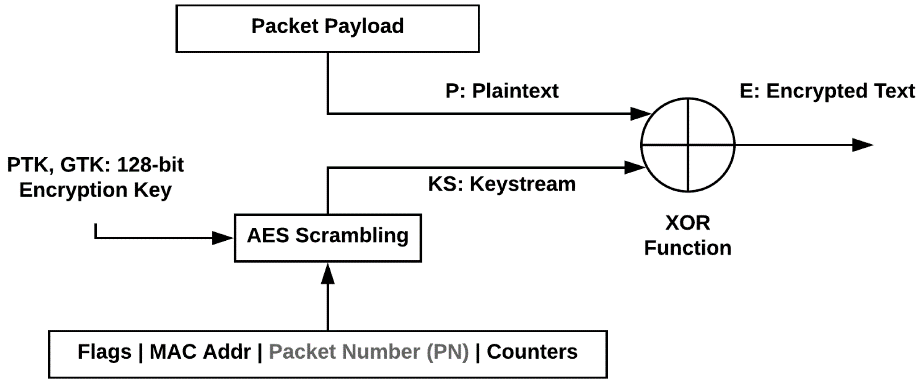 Packet Payload
P: Plaintext
E: Encrypted Text
PTK, GTK: 128-bit
Encryption Key
KS: Keystream
AES Scrambling
XOR
Function
Flags | MAC Addr | Packet Number (PN) | Counters